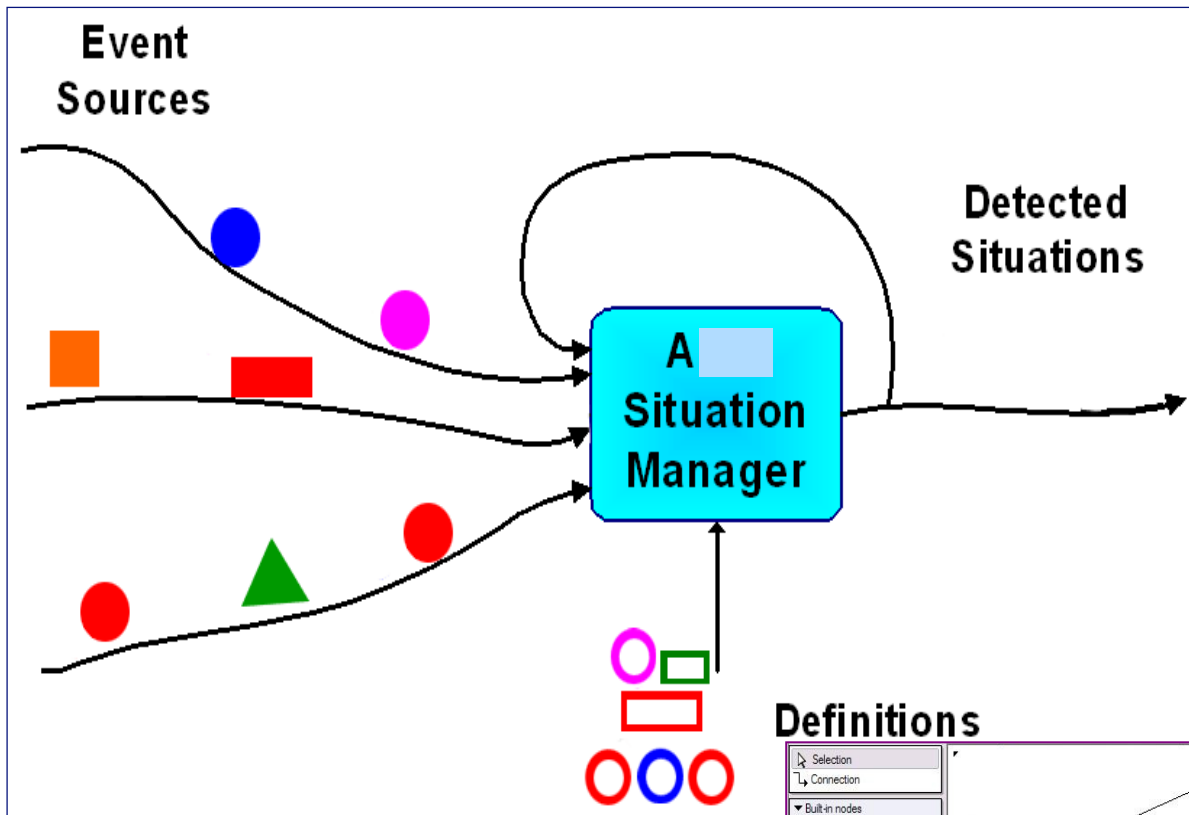 Event
Sources
Detected
Situations
A
Situation
Manager
Definitions
Selection
Connection
Built-in nodes